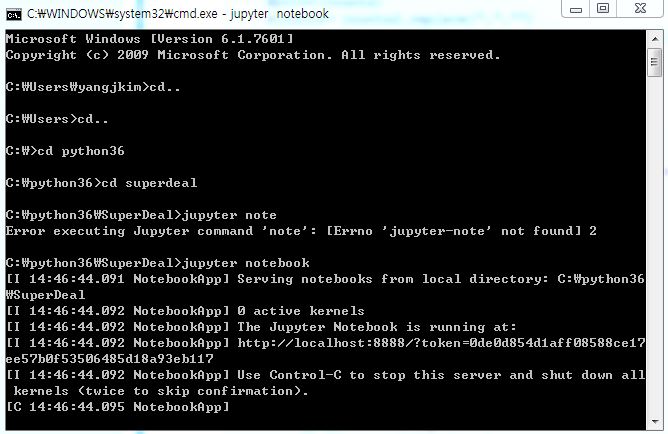 C:₩WINDOWS₩system32₩cmd.exe - jupyter  notebook
Microsoft Windows [Version 6.1.7601]
Copyright (c) 2009 Microsoft Corporation. All rights reserved.
C:₩Users₩yangjkim>cd..
C:₩Users>cd..
C:₩>cd python36
C:₩python36>cd superdeal
C:₩python36₩SuperDeal>jupyter note
Error executing Jupyter command 'note': [Errno 'jupyter-note' not found] 2
C:₩python36₩SuperDeal>jupyter notebook
[I 14:46:44.091 NotebookApp] Serving notebooks from local directory: C:₩python36
₩SuperDeal
[I 14:46:44.092 NotebookApp] 0 active kernels
[I 14:46:44.092 NotebookApp] The Jupyter Notebook is running at:
[I 14:46:44.092 NotebookApp] http://localhost:8888/?token=0de0d854d1aff08588ce17
ee57b0f53506485d18a93eb117
[I 14:46:44.092 NotebookApp] Use Control-C to stop this server and shut down all
 kernels (twice to skip confirmation).
[C 14:46:44.095 NotebookApp]